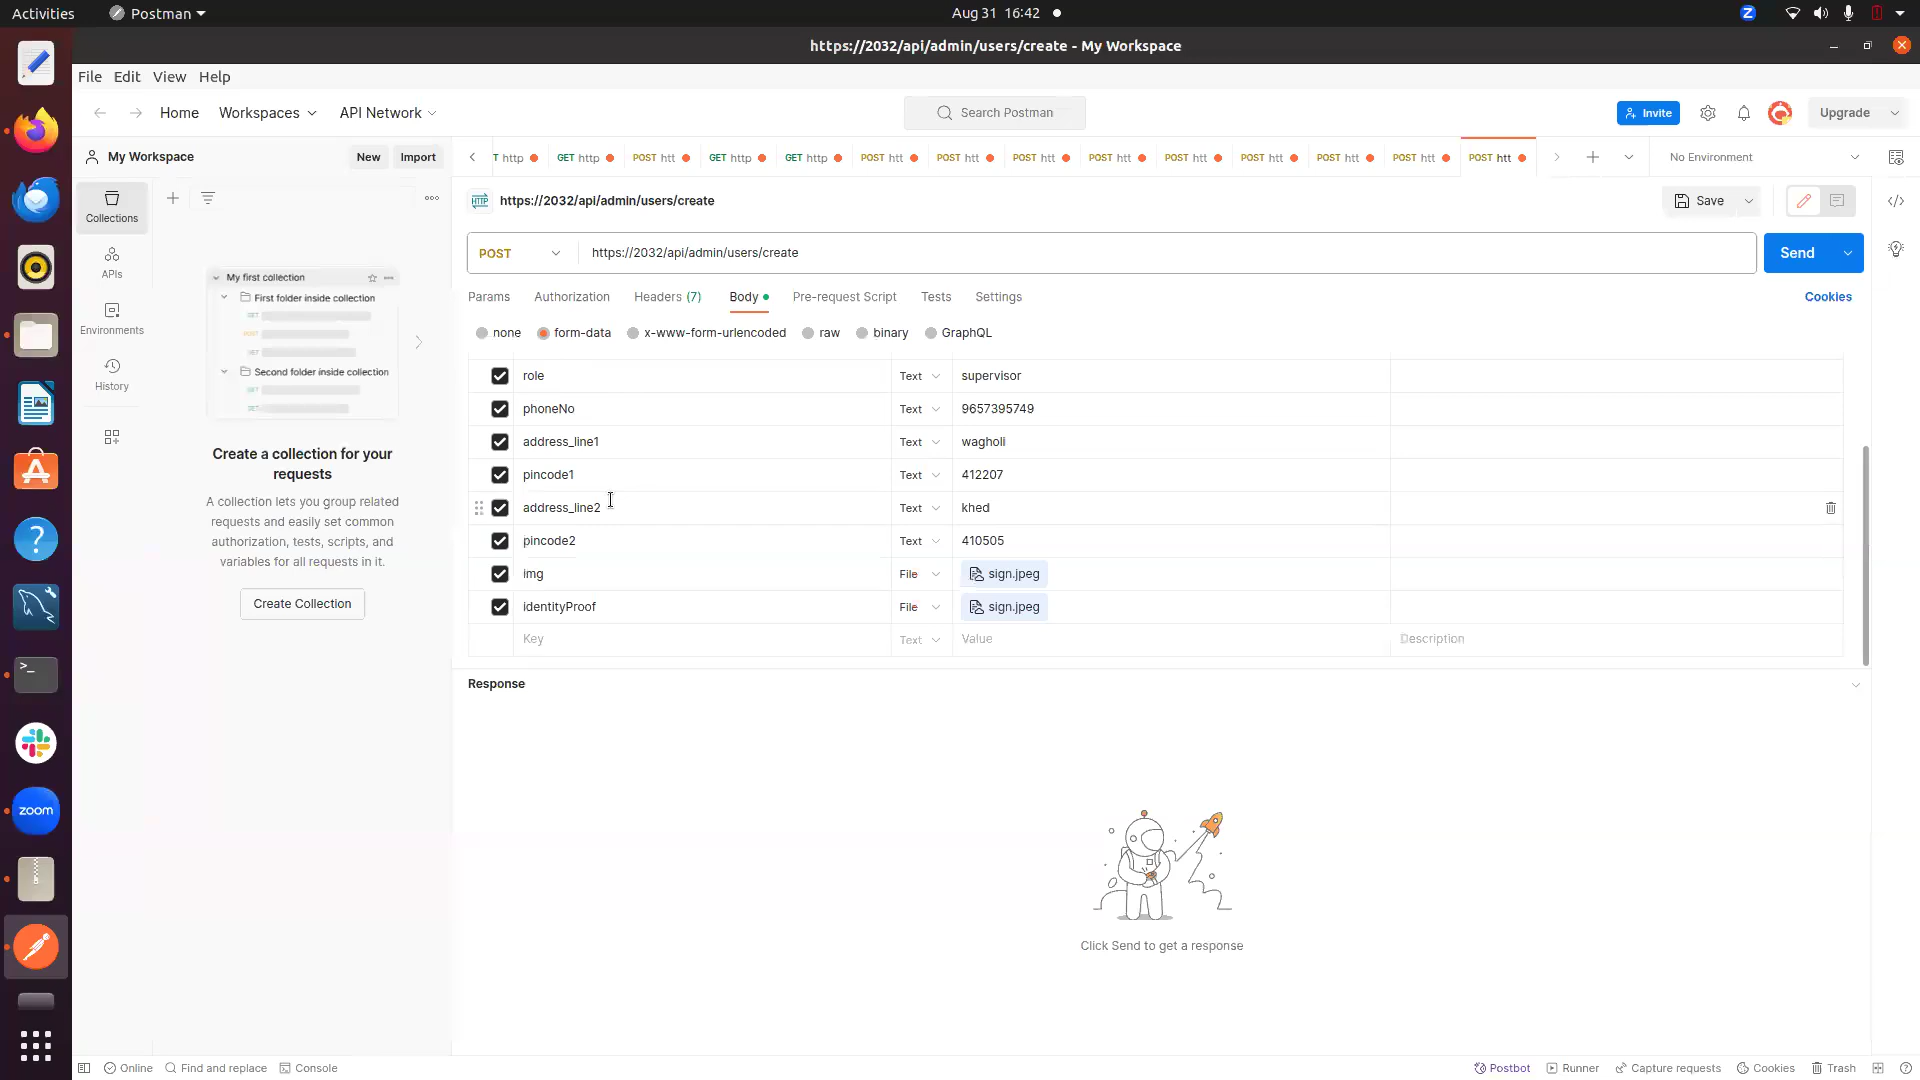 Activities
Postman
Aug 31 16:42
Z
https://2032/api/admin/users/create - My Workspace
File Edit View Help
Home
Workspaces
API Network
Search Postman
Invite
Upgrade
My Workspace
New
Import
T http
GET http
POST htt
GET http
GET http
POST htt
POST htt
POST htt
POST htt
POST htt
POST htt
POST htt
POST htt
POST htt
No Environment
Collections
APIs
Environments
History
My first collection
First folder inside collection
GET
POST
GET
Second folder inside collection
GET
GET
Create a collection for your
requests
A collection lets you group related
requests and easily set common
authorization, tests, scripts, and
variables for all requests in it.
Create Collection
HTTP
https://2032/api/admin/users/create
Save
POST
https://2032/api/admin/users/create
Send
Params
Authorization
Headers (7)
Body
Pre-request Script
Tests
Settings
Cookies
none
form-data
x-www-form-urlencoded
raw
binary
GraphQL
role Text supervisor
phoneNo Text 9657395749
address_line1 Text wagholi
pincode1 Text 412207
address_line2 Text khed
pincode2 Text 410505
img File sign.jpeg
identityProof File sign.jpeg
Key Text Value Description
Response
Click Send to get a response
zoom
Online
Find and replace
Console
Postbot
Runner
Capture requests
Cookies
Trash